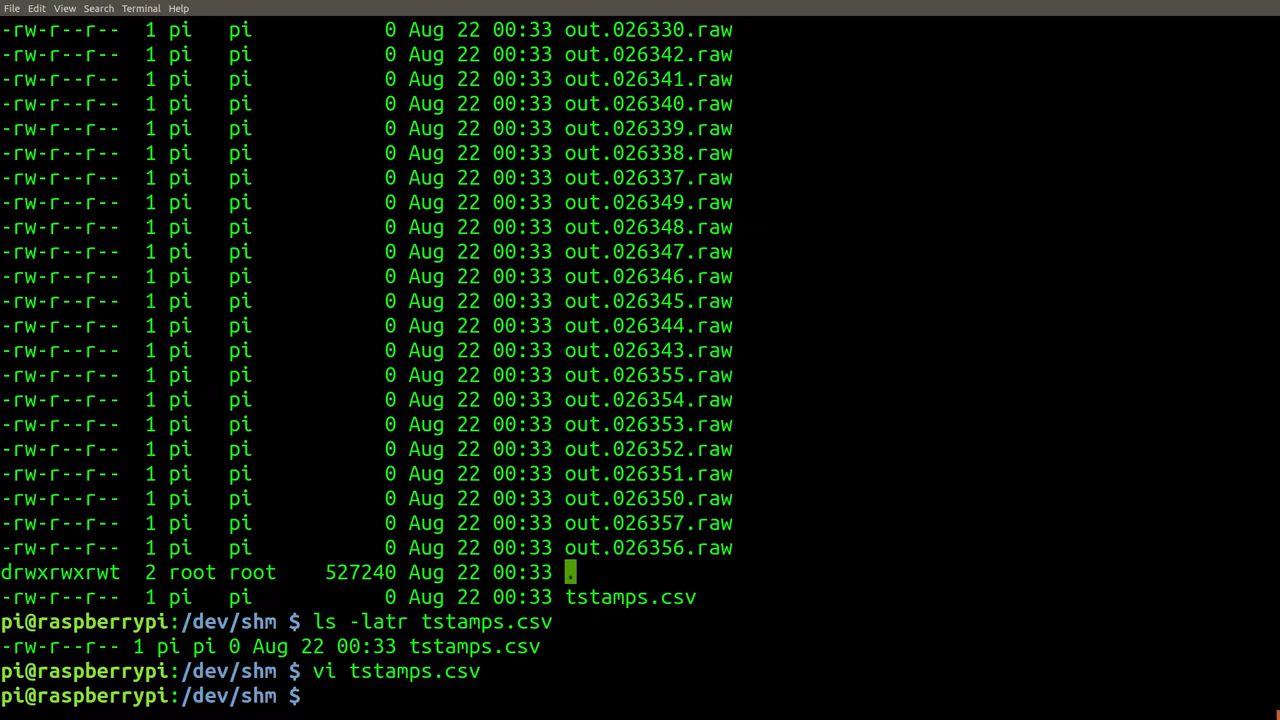 File Edit View Search Terminal Help
-rw-r--r-- 1 pi pi 0 Aug 22 00:33 out.026330.raw
-rw-r--r-- 1 pi pi 0 Aug 22 00:33 out.026342.raw
-rw-r--r-- 1 pi pi 0 Aug 22 00:33 out.026341.raw
-rw-r--r-- 1 pi pi 0 Aug 22 00:33 out.026340.raw
-rw-r--r-- 1 pi pi 0 Aug 22 00:33 out.026339.raw
-rw-r--r-- 1 pi pi 0 Aug 22 00:33 out.026338.raw
-rw-r--r-- 1 pi pi 0 Aug 22 00:33 out.026337.raw
-rw-r--r-- 1 pi pi 0 Aug 22 00:33 out.026349.raw
-rw-r--r-- 1 pi pi 0 Aug 22 00:33 out.026348.raw
-rw-r--r-- 1 pi pi 0 Aug 22 00:33 out.026347.raw
-rw-r--r-- 1 pi pi 0 Aug 22 00:33 out.026346.raw
-rw-r--r-- 1 pi pi 0 Aug 22 00:33 out.026345.raw
-rw-r--r-- 1 pi pi 0 Aug 22 00:33 out.026344.raw
-rw-r--r-- 1 pi pi 0 Aug 22 00:33 out.026343.raw
-rw-r--r-- 1 pi pi 0 Aug 22 00:33 out.026355.raw
-rw-r--r-- 1 pi pi 0 Aug 22 00:33 out.026354.raw
-rw-r--r-- 1 pi pi 0 Aug 22 00:33 out.026353.raw
-rw-r--r-- 1 pi pi 0 Aug 22 00:33 out.026352.raw
-rw-r--r-- 1 pi pi 0 Aug 22 00:33 out.026351.raw
-rw-r--r-- 1 pi pi 0 Aug 22 00:33 out.026350.raw
-rw-r--r-- 1 pi pi 0 Aug 22 00:33 out.026357.raw
-rw-r--r-- 1 pi pi 0 Aug 22 00:33 out.026356.raw
drwxrwxrwt 2 root root 527240 Aug 22 00:33 .
-rw-r--r-- 1 pi pi 0 Aug 22 00:33 tstamps.csv
pi@raspberrypi:/dev/shm $ ls -latr tstamps.csv
-rw-r--r-- 1 pi pi 0 Aug 22 00:33 tstamps.csv
pi@raspberrypi:/dev/shm $ vi tstamps.csv
pi@raspberrypi:/dev/shm $